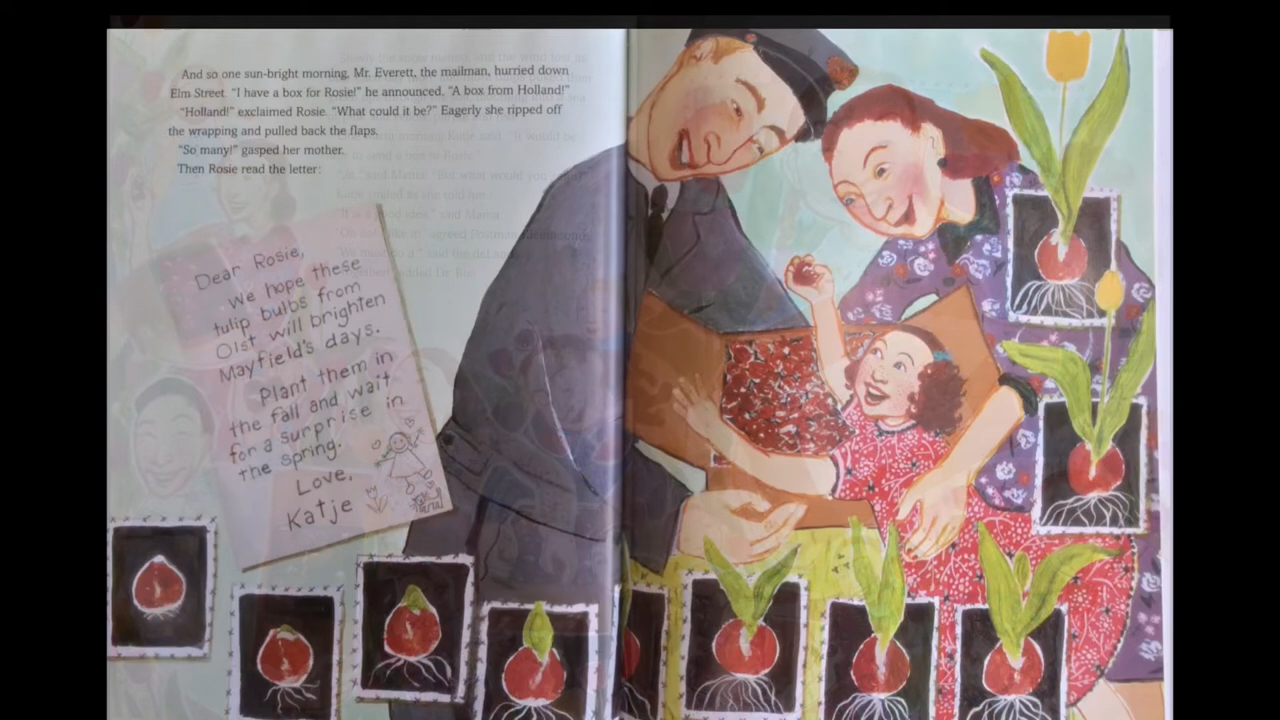 And so one sun-bright morning, Mr. Everett, the mailman, hurried down
Elm Street. "I have a box for Rosie!" he announced. "A box from Holland!"
"Holland!" exclaimed Rosie. "What could it be?" Eagerly she ripped off
the wrapping and pulled back the flaps.
"So many!" gasped her mother.
Then Rosie read the letter:
Dear Rosie,
We hope these
tulip bulbs from
Olst will brighten
Mayfield's days.
Plant them in
the fall and wait
for a surprise in
the spring.
Love,
Katje